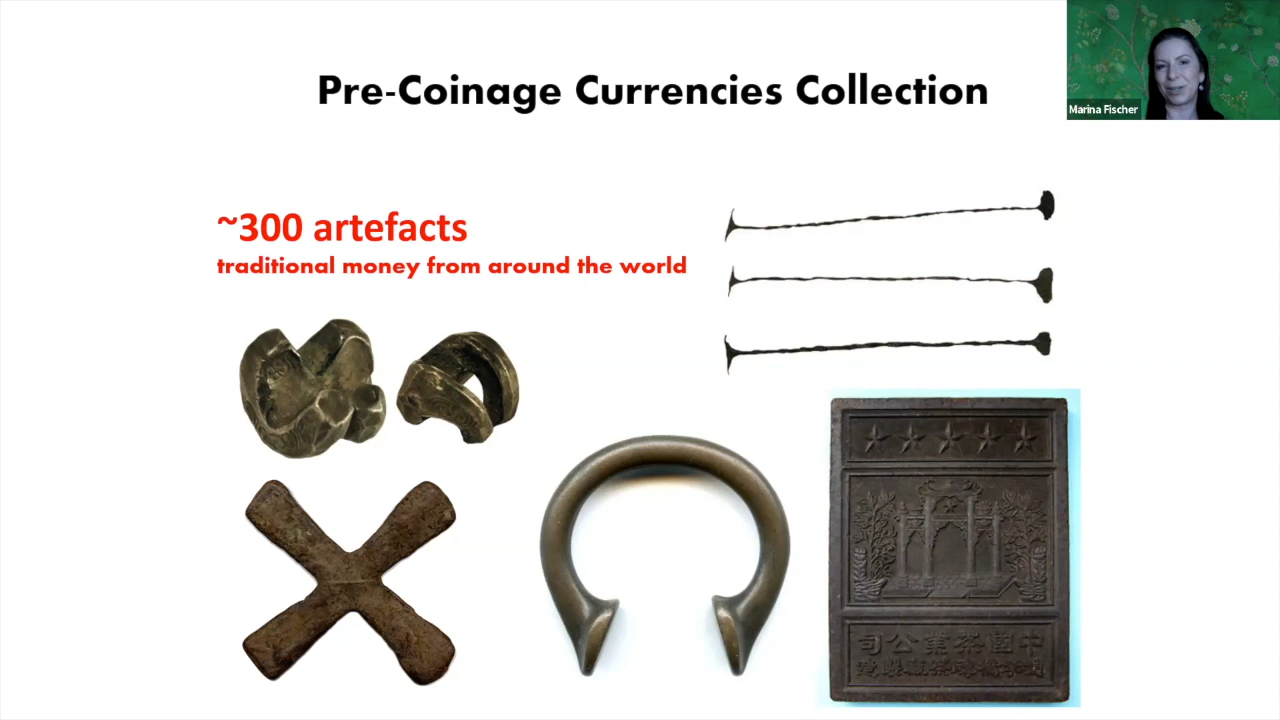 Pre-Coinage Currencies Collection
Marina Fischer
~300 artefacts
traditional money from around the world
中國茶業公司